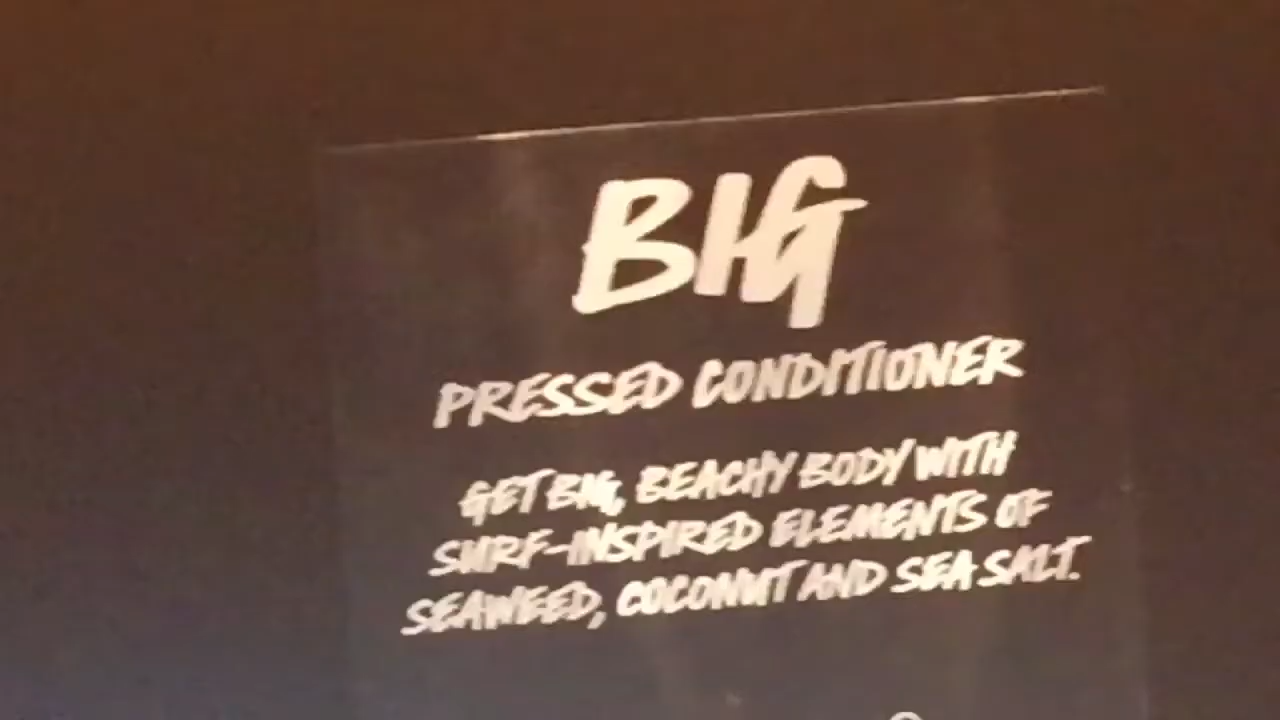 BIG
PRESSED CONDITIONER
GET BIG, BEACHY BODY WITH
SURF-INSPIRED ELEMENTS OF
SEAWEED, COCONUT AND SEA SALT.